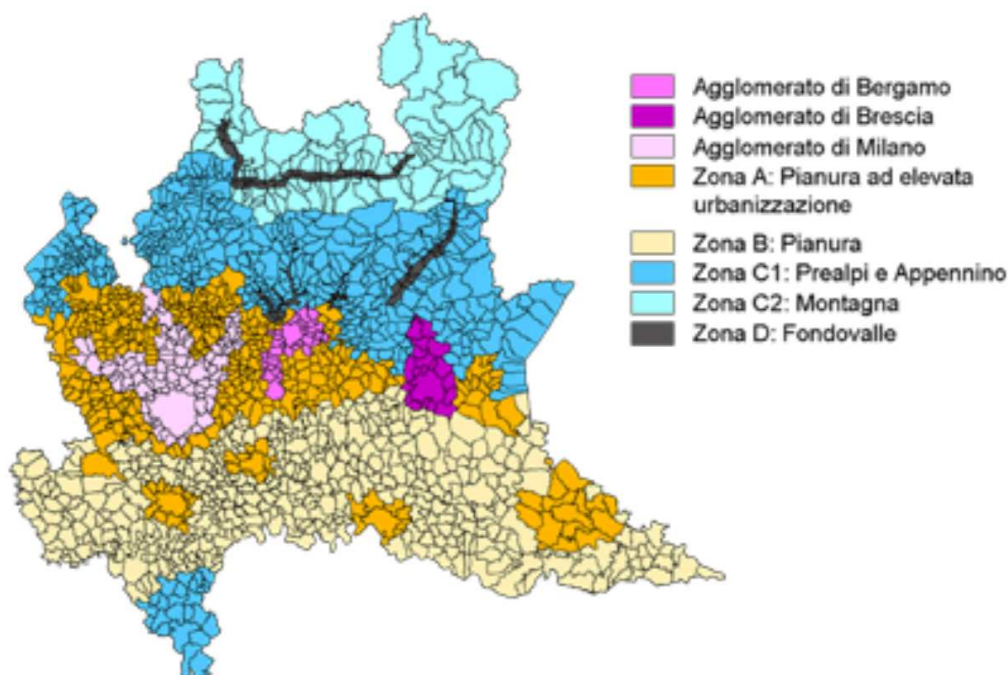 Agglomerato di Bergamo
Agglomerato di Brescia
Agglomerato di Milano
Zona A: Pianura ad elevata
urbanizzazione
Zona B: Pianura
Zona C1: Prealpi e Appennino
Zona C2: Montagna
Zona D: Fondovalle